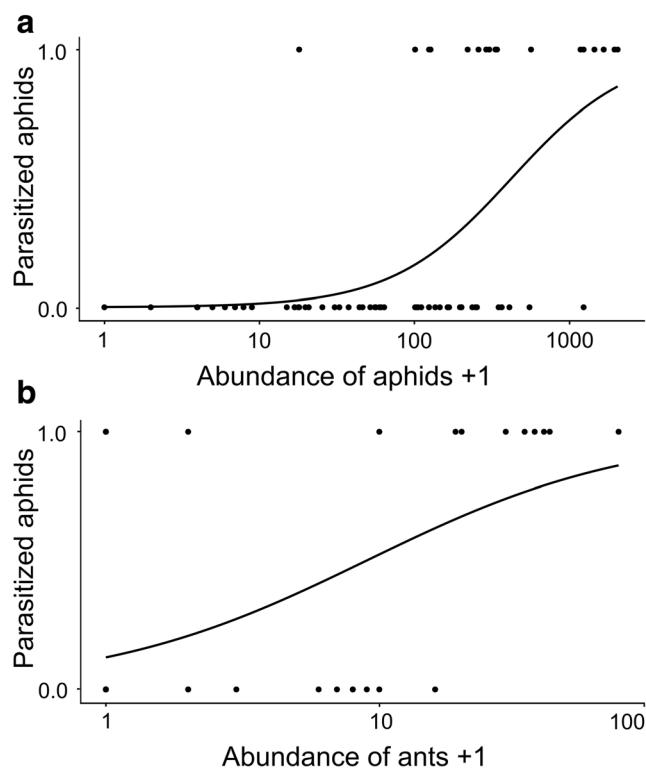 a
Parasitized aphids
1.0
0.0
1 10 100 1000
Abundance of aphids +1
b
Parasitized aphids
1.0
0.0
1 10 100
Abundance of ants +1